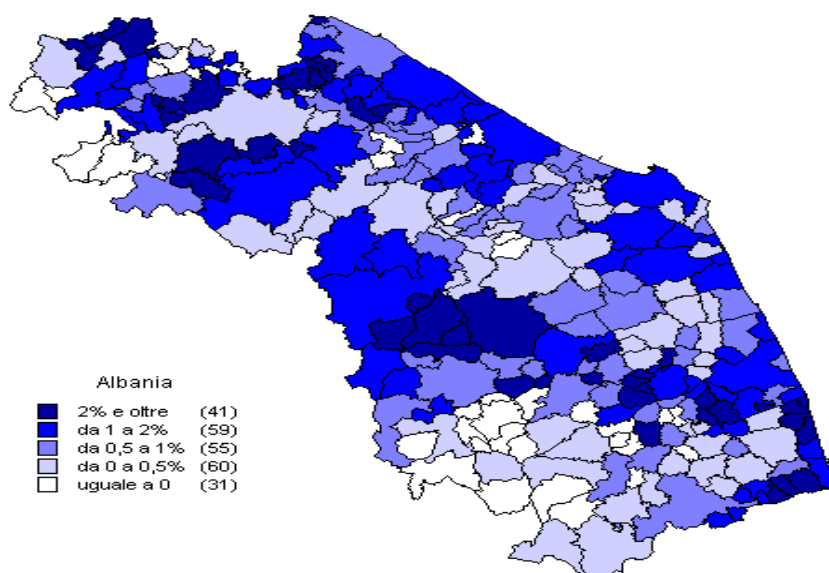 Albania
2% e oltre (41)
da 1 a 2% (59)
da 0,5 a 1% (55)
da 0 a 0,5% (60)
uguale a 0 (31)